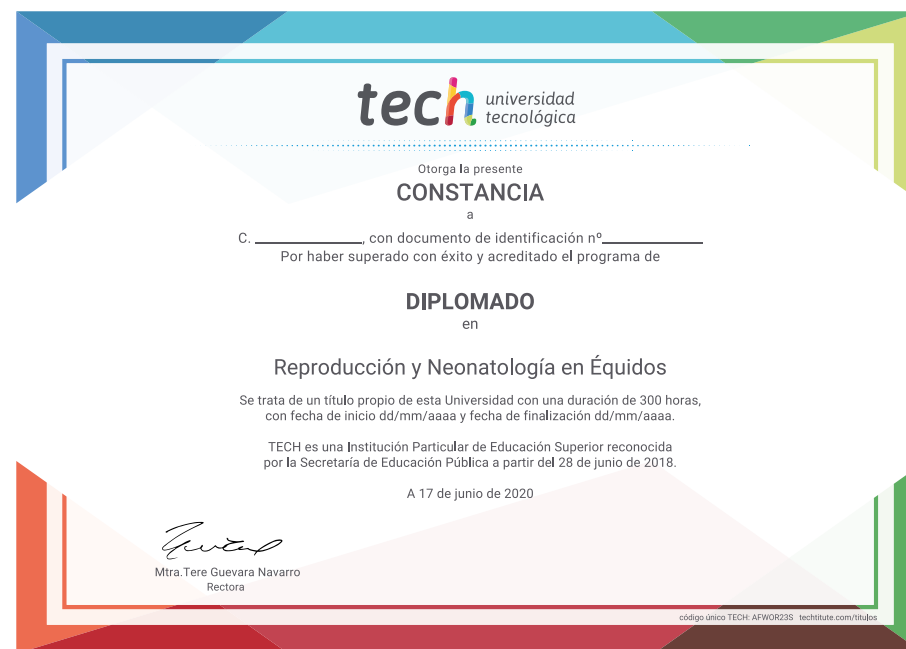 tech universidad
tecnológica
Otorga la presente
CONSTANCIA
a
C. ______________, con documento de identificación nº_____________
Por haber superado con éxito y acreditado el programa de
DIPLOMADO
en
Reproducción y Neonatología en Équidos
Se trata de un título propio de esta Universidad con una duración de 300 horas,
con fecha de inicio dd/mm/aaaa y fecha de finalización dd/mm/aaaa.
TECH es una Institución Particular de Educación Superior reconocida
por la Secretaría de Educación Pública a partir del 28 de junio de 2018.
A 17 de junio de 2020
Mtra.Tere Guevara Navarro
Rectora
código único TECH: AFWOR23S techtitute.com/titulos